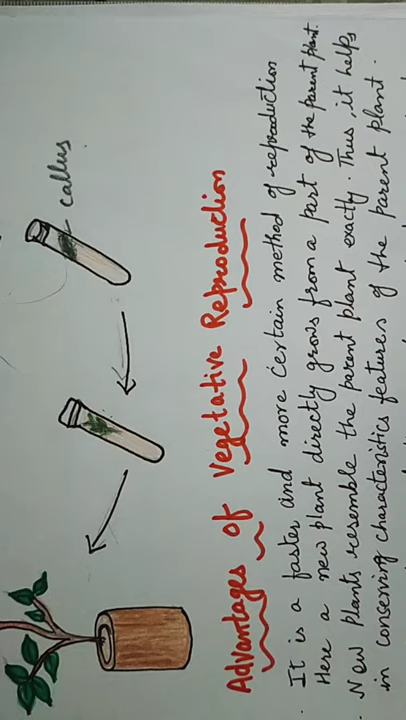 callus
Advantages of Vegetative Reproduction
· It is a faster and more certain method of reproduction
Here a new plant directly grows from a part of the parent plant.
· New plants resemble the parent plant exactly. Thus, it helps
in conserving characteristics features of the parent plant.